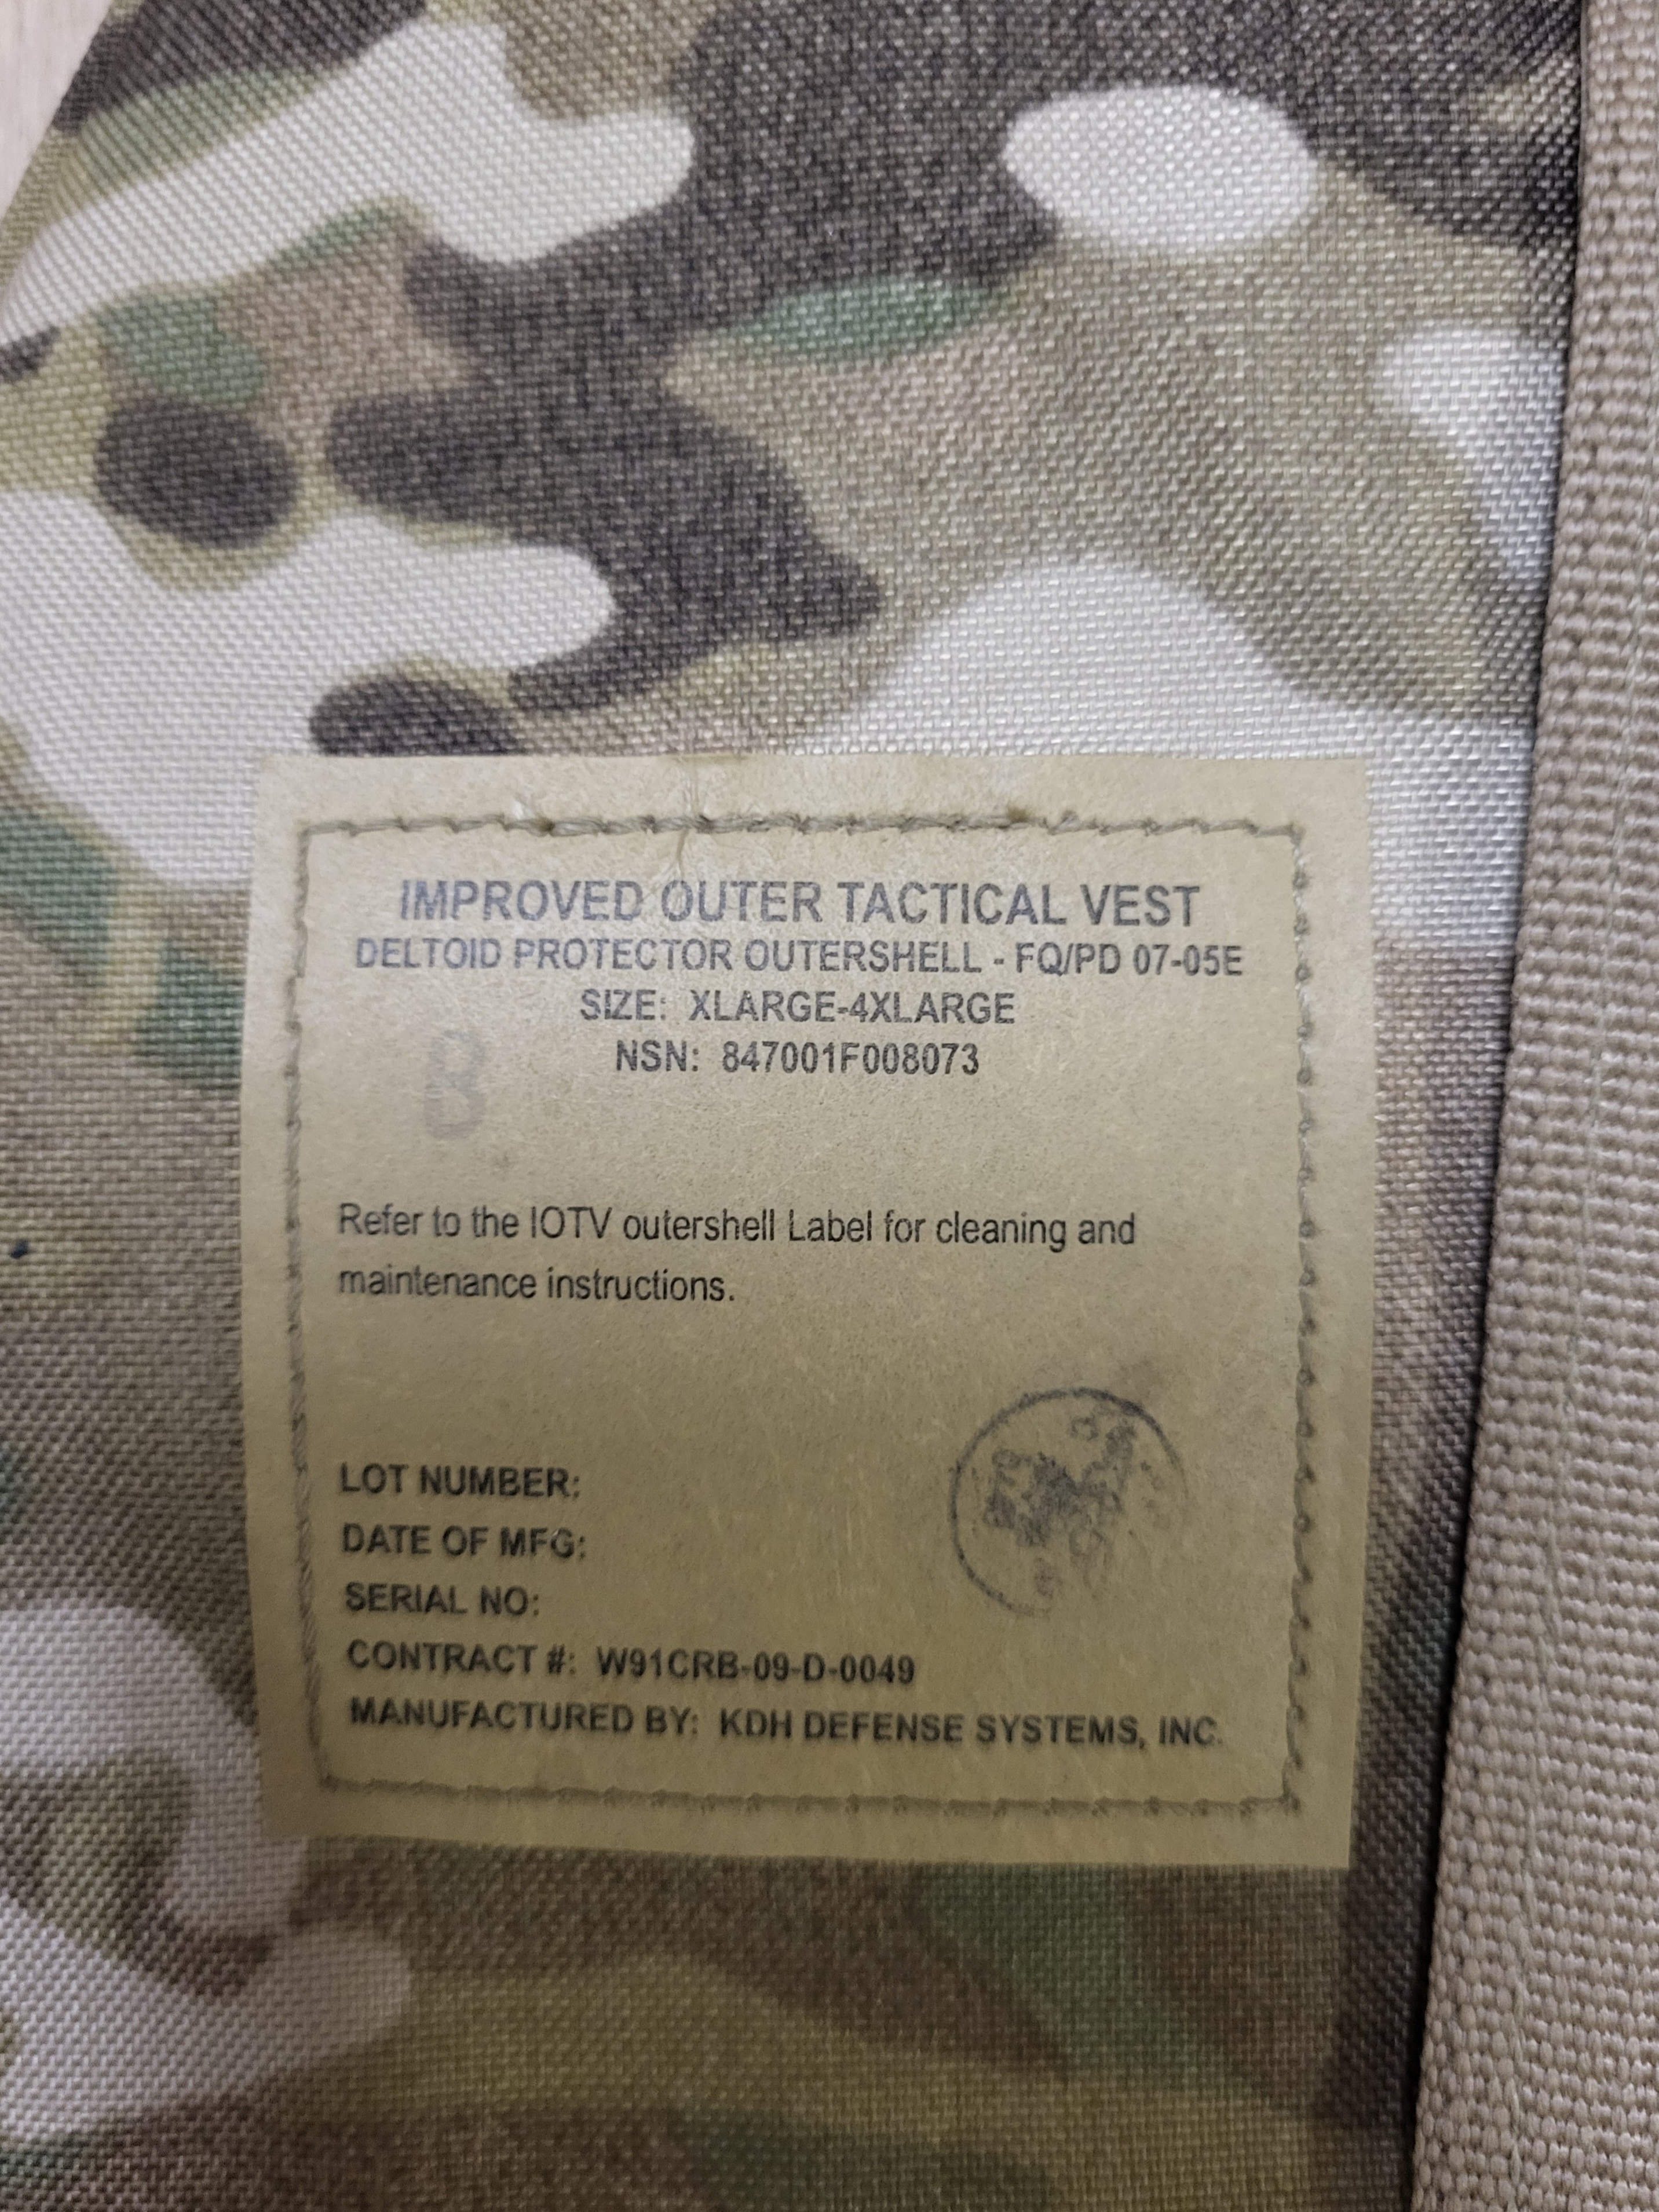 IMPROVED OUTER TACTICAL VEST
DELTOID PROTECTOR OUTERSHELL - FQ/PD 07-05E
SIZE: XLARGE-4XLARGE
NSN: 847001F008073
Refer to the IOTV outershell Label for cleaning and
maintenance instructions.
LOT NUMBER:
DATE OF MFG:
SERIAL NO:
CONTRACT #: W91CRB-09-D-0049
MANUFACTURED BY: KDH DEFENSE SYSTEMS, INC.